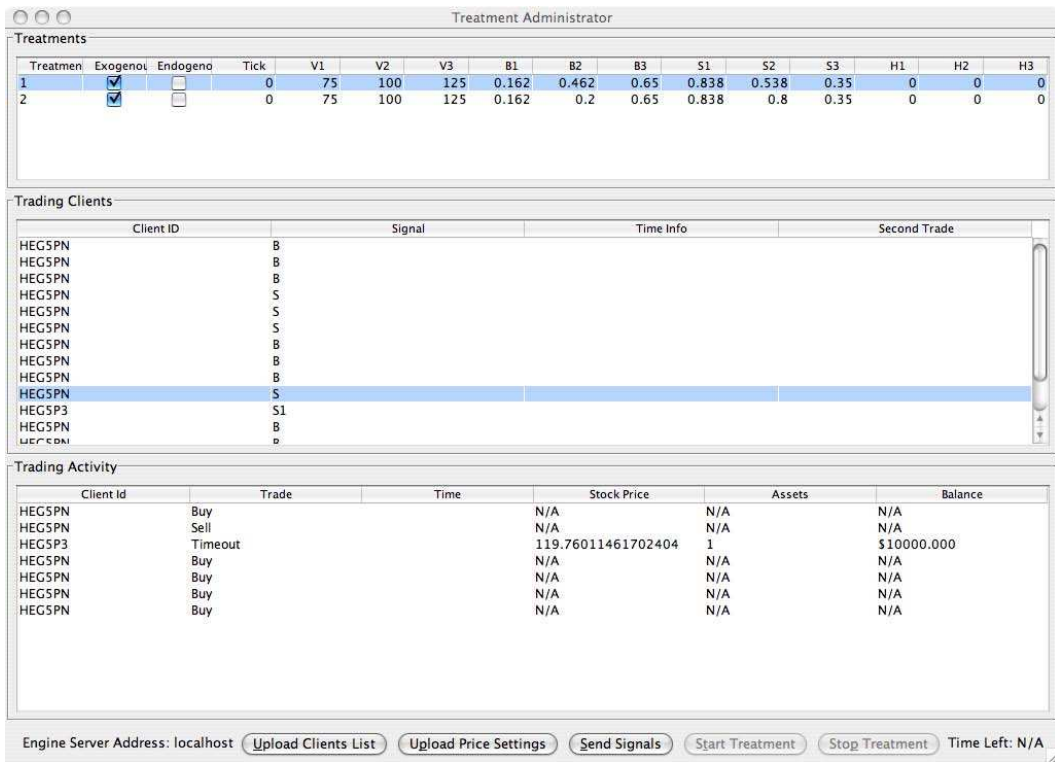 Treatment Administrator
Treatments
Treatmen Exogenou Endogeno Tick V1 V2 V3 B1 B2 B3 S1 S2 S3 H1 H2 H3
1 0 75 100 125 0.162 0.462 0.65 0.838 0.538 0.35 0 0 0
2 0 75 100 125 0.162 0.2 0.65 0.838 0.8 0.35 0 0 0
Trading Clients
Client ID Signal Time Info Second Trade
HEG5PN B
HEG5PN B
HEG5PN B
HEG5PN S
HEG5PN S
HEG5PN S
HEG5PN B
HEG5PN B
HEG5PN B
HEG5PN S
HEG5P3 S1
HEG5PN B
HEG5PN B
Trading Activity
Client Id Trade Time Stock Price Assets Balance
HEG5PN Buy N/A N/A N/A
HEG5PN Sell N/A N/A N/A
HEG5P3 Timeout 119.76011461702404 1 $10000.000
HEG5PN Buy N/A N/A N/A
HEG5PN Buy N/A N/A N/A
HEG5PN Buy N/A N/A N/A
HEG5PN Buy N/A N/A N/A
Engine Server Address: localhost Upload Clients List Upload Price Settings Send Signals Start Treatment Stop Treatment Time Left: N/A